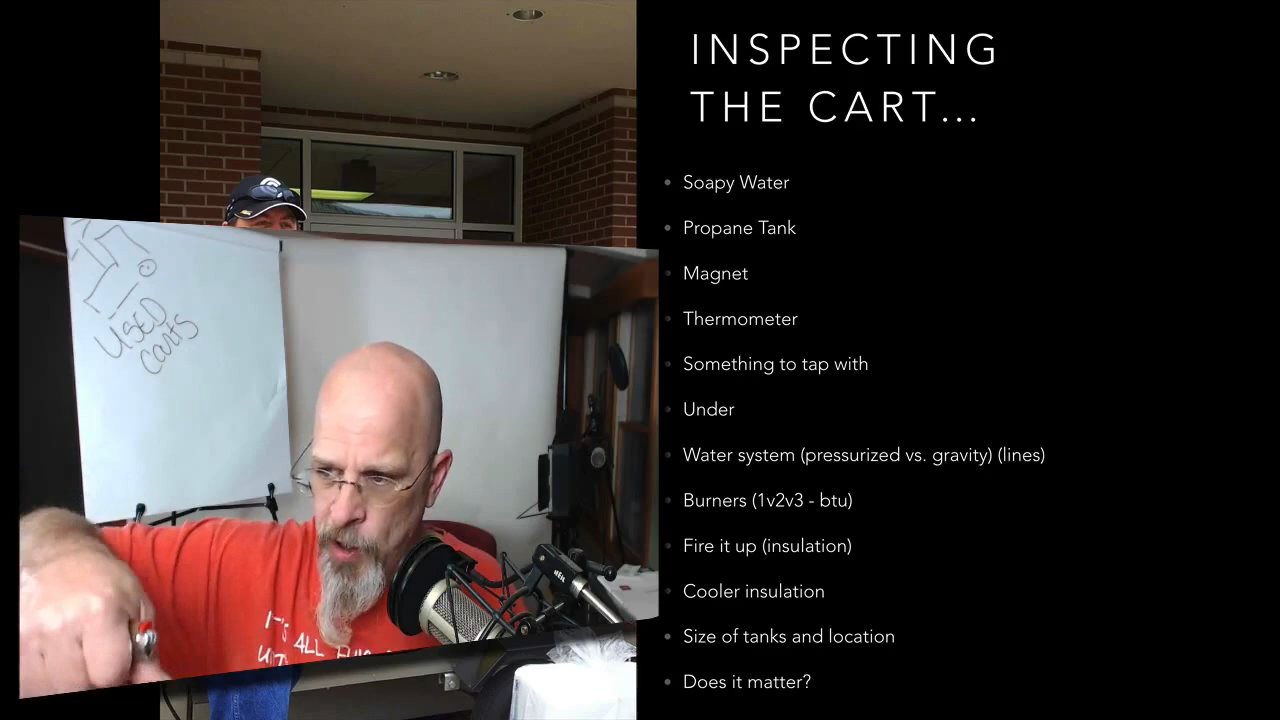 INSPECTING
THE CART...
Soapy Water
Propane Tank
Magnet
Thermometer
Something to tap with
Under
Water system (pressurized vs. gravity) (lines)
Burners (1v2v3 - btu)
Fire it up (insulation)
Cooler insulation
Size of tanks and location
Does it matter?
USED
CARTS
IT'S ALL